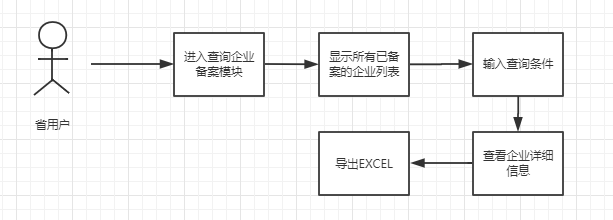 进入查询企业
备案模块
显示所有已备
案的企业列表
输入查询条件
省用户
导出EXCEL
查看企业详细
信息